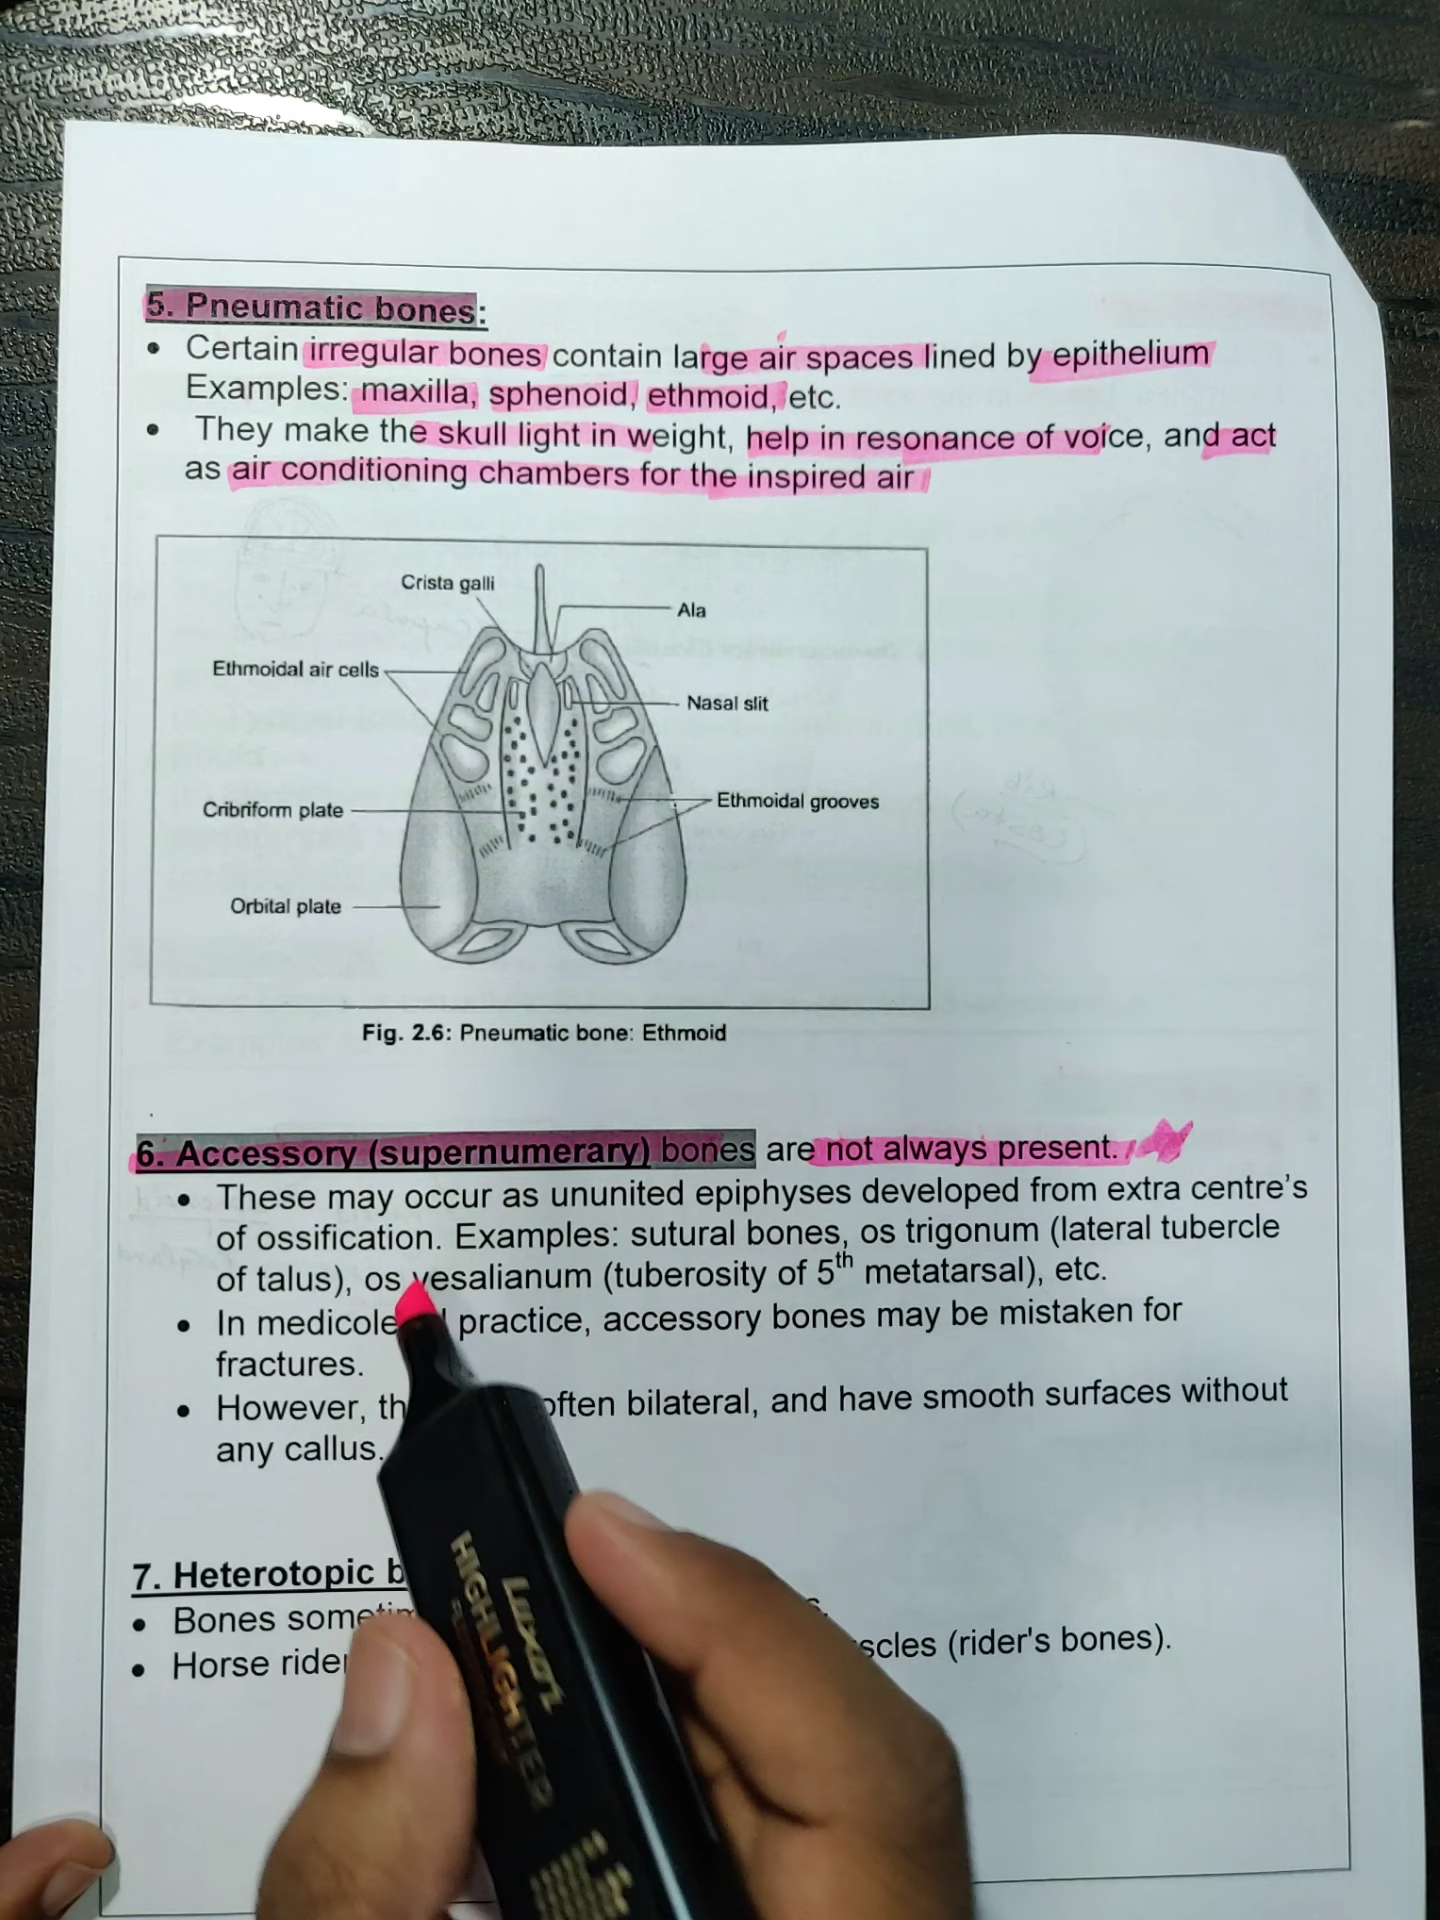 5. Pneumatic bones:
• Certain irregular bones contain large air spaces lined by epithelium
Examples: maxilla, sphenoid, ethmoid, etc.
• They make the skull light in weight, help in resonance of voice, and act
as air conditioning chambers for the inspired air
Crista galli
Ala
Ethmoidal air cells
Nasal slit
Cribriform plate
Ethmoidal grooves
Orbital plate
Fig. 2.6: Pneumatic bone: Ethmoid
6. Accessory (supernumerary) bones are not always present.
• These may occur as ununited epiphyses developed from extra centre's
of ossification. Examples: sutural bones, os trigonum (lateral tubercle
of talus), os vesalianum (tuberosity of 5th metatarsal), etc.
• In practice, accessory bones may be mistaken for
fractures.
• However, often bilateral, and have smooth surfaces without
any callus.
7. Heterotopic
• Bones
• Horse (rider's bones).
Luxor
HIGHLIGHTER